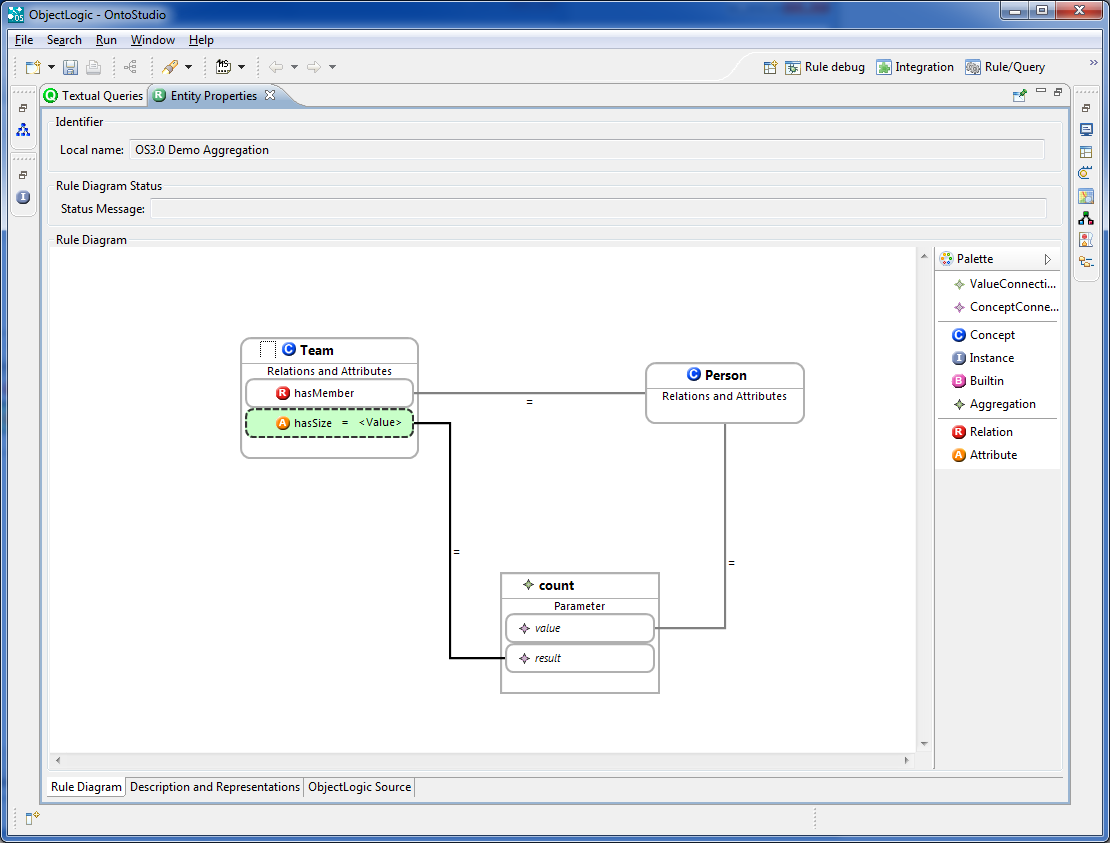 ObjectLogic - OntoStudio
File Search Run Window Help
Rule debug Integration Rule/Query »
Textual Queries Entity Properties
Identifier
Local name: OS3.0 Demo Aggregation
Rule Diagram Status
Status Message:
Rule Diagram
Palette
ValueConnecti...
ConceptConne...
Concept
Instance
Builtin
Aggregation
Relation
Attribute
C Team
Relations and Attributes
R hasMember
A hasSize = <Value>
=
C Person
Relations and Attributes
=
=
count
Parameter
value
result
Rule Diagram Description and Representations ObjectLogic Source